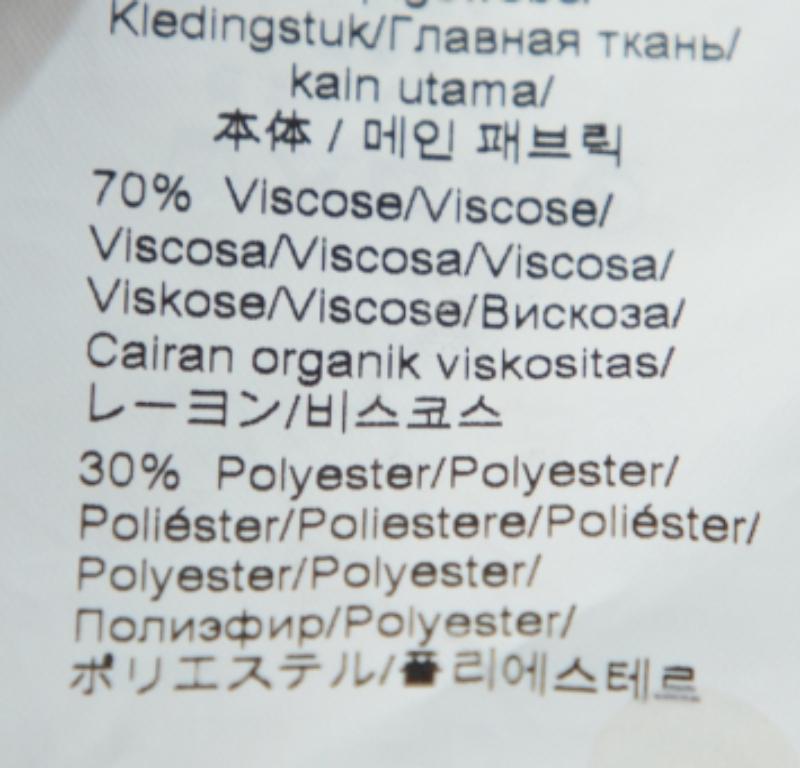 Kledingstuk/Главная ткань/
kain utama/
本体 / 메인 패브릭
70% Viscose/Viscose/
Viscosa/Viscosa/Viscosa/
Viskose/Viscose/Вискоза/
Cairan organik viskositas/
レーヨン/비스코스
30% Polyester/Polyester/
Poliéster/Poliestere/Poliéster/
Polyester/Polyester/
Полиэфир/Polyester/
ポリエステル/폴리에스테르